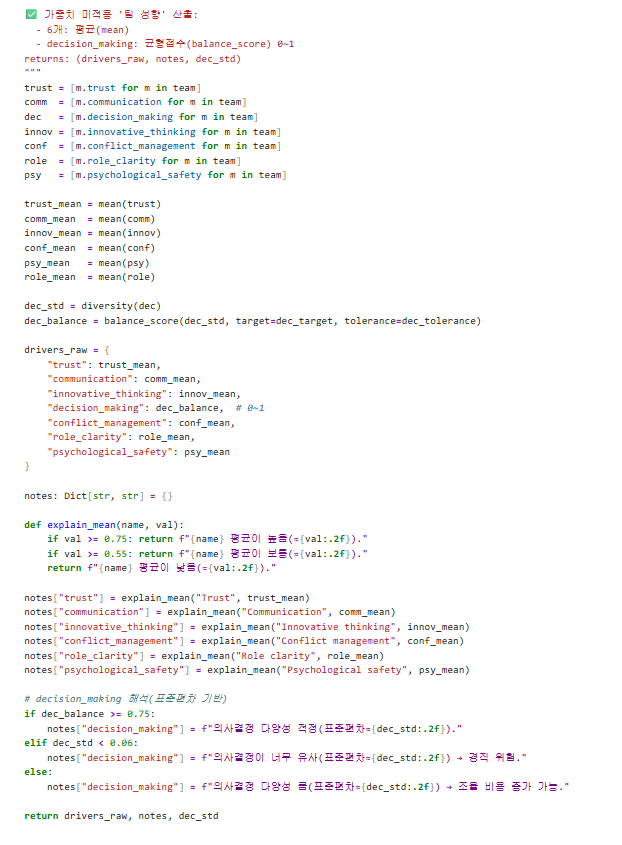 ✅ 가중치 미적용 '팀 성향' 산출:
  - 6개: 평균(mean)
  - decision_making: 균형점수(balance_score) 0~1
returns: (drivers_raw, notes, dec_std)
"""
trust = [m.trust for m in team]
comm  = [m.communication for m in team]
dec   = [m.decision_making for m in team]
innov = [m.innovative_thinking for m in team]
conf  = [m.conflict_management for m in team]
role  = [m.role_clarity for m in team]
psy   = [m.psychological_safety for m in team]

trust_mean = mean(trust)
comm_mean  = mean(comm)
innov_mean = mean(innov)
conf_mean  = mean(conf)
psy_mean   = mean(psy)
role_mean  = mean(role)

dec_std = diversity(dec)
dec_balance = balance_score(dec_std, target=dec_target, tolerance=dec_tolerance)

drivers_raw = {
    "trust": trust_mean,
    "communication": comm_mean,
    "innovative_thinking": innov_mean,
    "decision_making": dec_balance,  # 0~1
    "conflict_management": conf_mean,
    "role_clarity": role_mean,
    "psychological_safety": psy_mean
}

notes: Dict[str, str] = {}

def explain_mean(name, val):
    if val >= 0.75: return f"{name} 평균이 높음(≈{val:.2f})."
    if val >= 0.55: return f"{name} 평균이 보통(≈{val:.2f})."
    return f"{name} 평균이 낮음(≈{val:.2f})."

notes["trust"] = explain_mean("Trust", trust_mean)
notes["communication"] = explain_mean("Communication", comm_mean)
notes["innovative_thinking"] = explain_mean("Innovative thinking", innov_mean)
notes["conflict_management"] = explain_mean("Conflict management", conf_mean)
notes["role_clarity"] = explain_mean("Role clarity", role_mean)
notes["psychological_safety"] = explain_mean("Psychological safety", psy_mean)

# decision_making 해석(표준편차 기반)
if dec_balance >= 0.75:
    notes["decision_making"] = f"의사결정 다양성 적정(표준편차≈{dec_std:.2f})."
elif dec_std < 0.06:
    notes["decision_making"] = f"의사결정이 너무 유사(표준편차≈{dec_std:.2f}) → 경직 위험."
else:
    notes["decision_making"] = f"의사결정 다양성 큼(표준편차≈{dec_std:.2f}) → 조율 비용 증가 가능."

return drivers_raw, notes, dec_std